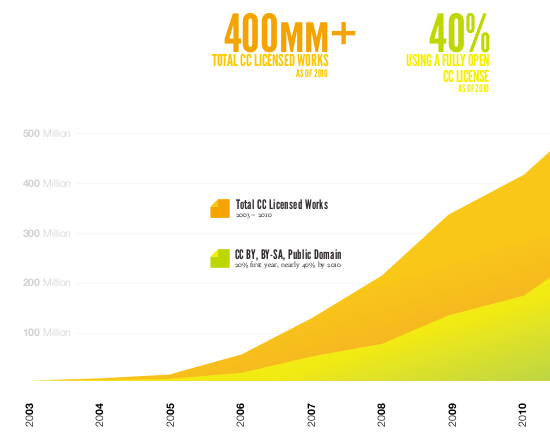 400MM+
TOTAL CC LICENSED WORKS
AS OF 2010
40%
USING A FULLY OPEN
CC LICENSE
AS OF 2010
500 Million
400 Million
300 Million
200 Million
100 Million
Total CC Licensed Works
2003 – 2010
CC BY, BY-SA, Public Domain
20% first year, nearly 40% by 2010
2003
2004
2005
2006
2007
2008
2009
2010